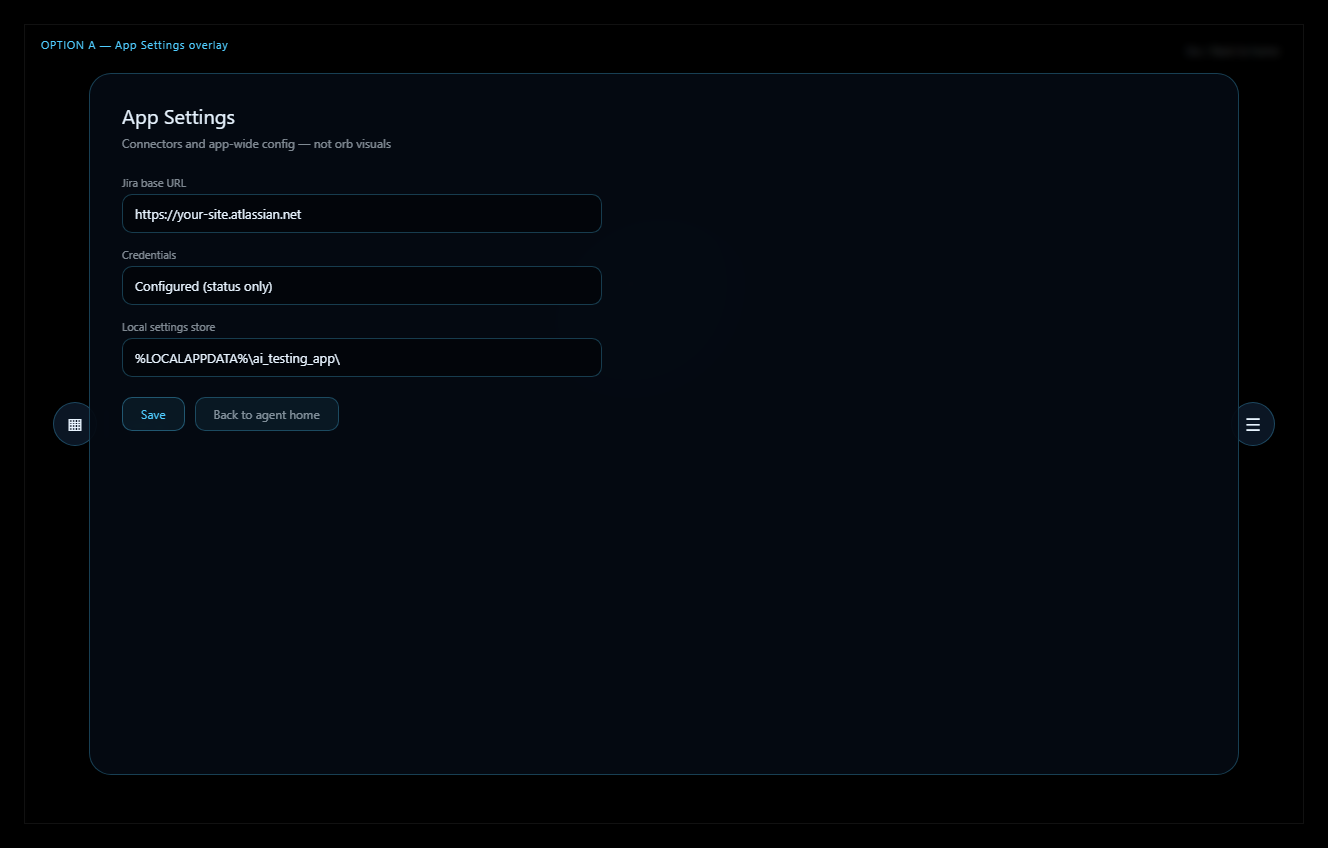 OPTION A — App Settings overlay
App Settings
Connectors and app-wide config — not orb visuals
Jira base URL
https://your-site.atlassian.net
Credentials
Configured (status only)
Local settings store
%LOCALAPPDATA%\ai_testing_app\
Save
Back to agent home